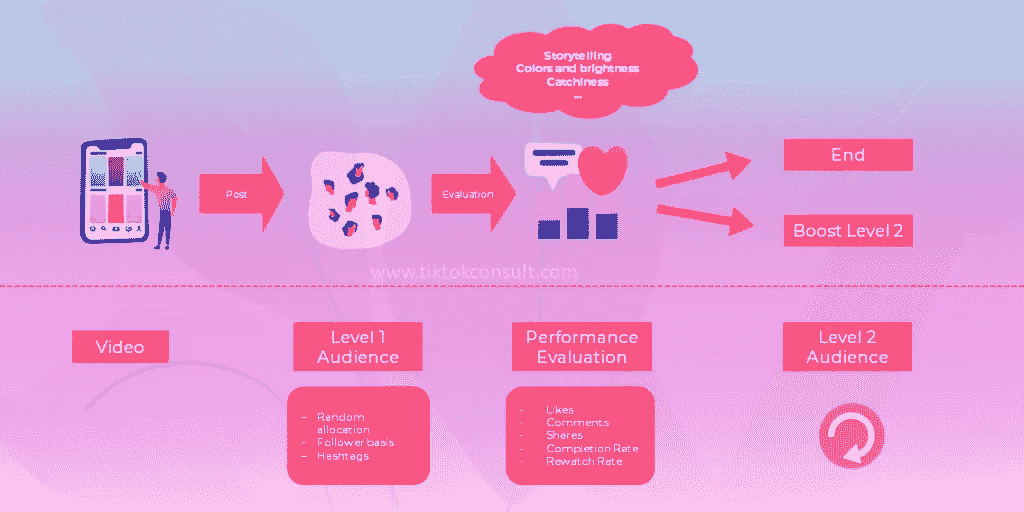 Storytelling
Colors and brightness
Catchiness
...
Post
Evaluation
End
Boost Level 2
www.tiktokconsult.com
Video
Level 1
Audience
Performance
Evaluation
Level 2
Audience
- Random
allocation
- Follower basis
- Hashtags
- Likes
- Comments
- Shares
- Completion Rate
- Rewatch Rate